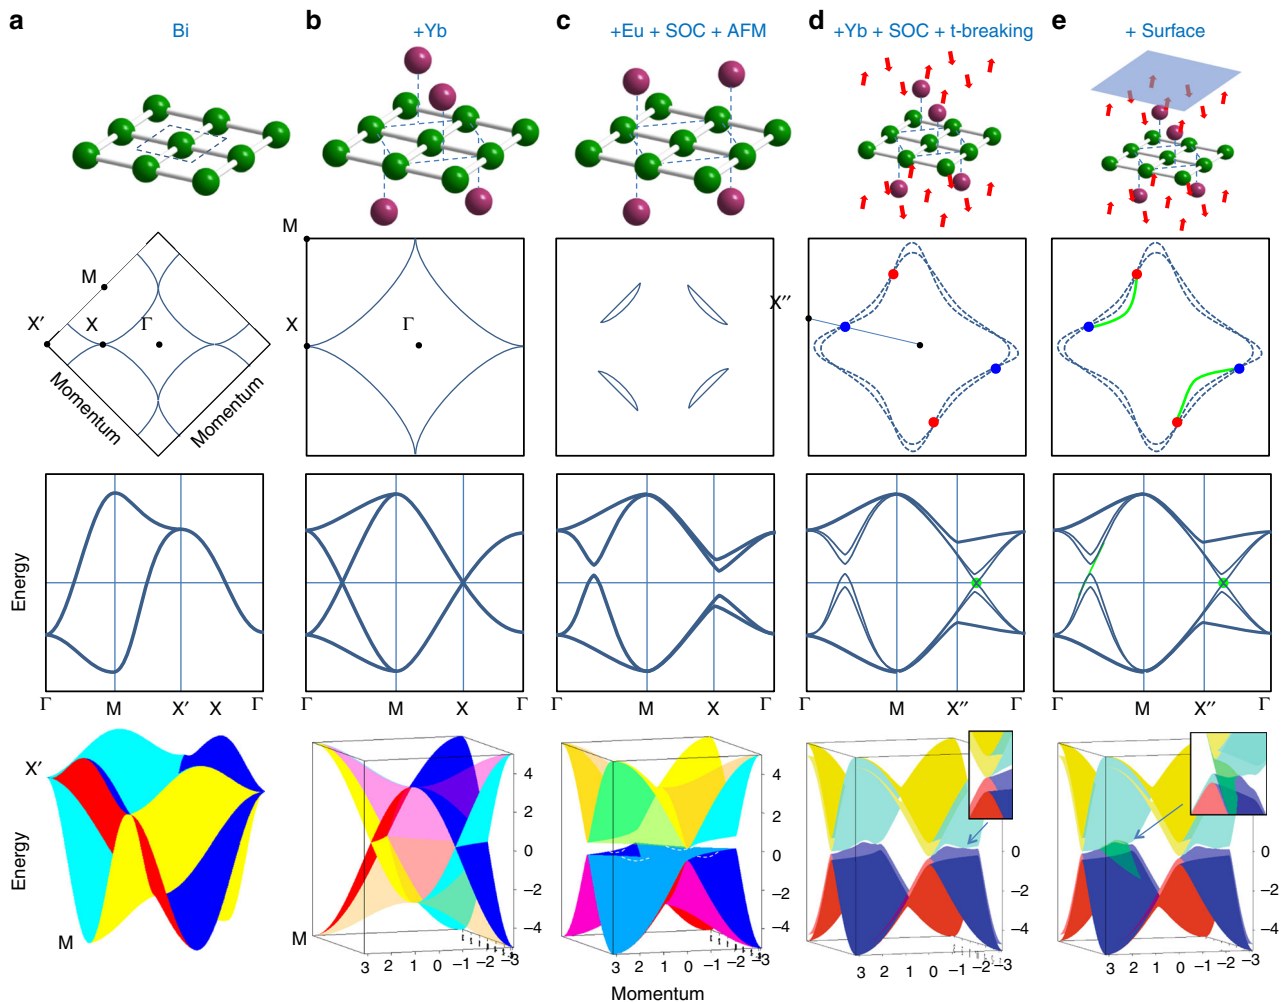 a b c d e
Bi +Yb +Eu + SOC + AFM +Yb + SOC + t-breaking + Surface
M
X′ X Γ
Momentum Momentum
M
X Γ
X″
Energy
Γ M X′ X Γ
Γ M X Γ
Γ M X Γ
Γ M X″ Γ
Γ M X″ Γ
X′
Energy
M
4
2
0
−2
−4
M
3 2 1 0 −1 −2 −3
4
2
0
−2
−4
3 2 1 0 −1 −2 −3
Momentum
0
−2
−4
3 2 1 0 −1 −2 −3
0
−2
−4
3 2 1 0 −1 −2 −3